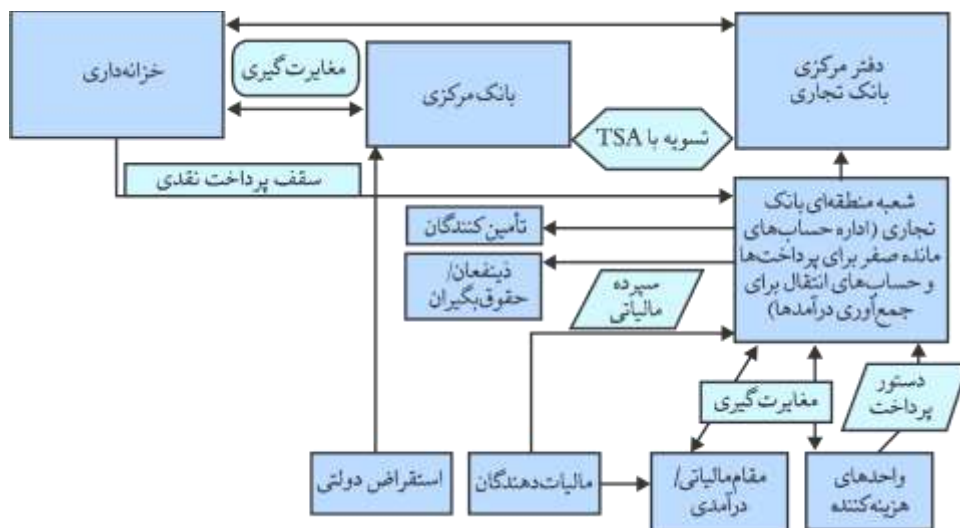 خزانه‌داری
مغایرت‌گیری
بانک مرکزی
دفتر مرکزی
بانک تجاری
تسویه با TSA
سقف پرداخت نقدی
شعبه منطقه‌ای بانک
تجاری (اداره حساب‌های
مانده صفر برای پرداخت‌ها
و حساب‌های انتقال برای
جمع‌آوری درآمدها)
تأمین‌کنندگان
ذینفعان/
حقوق‌بگیران
سپرده
مالیاتی
دستور
پرداخت
مغایرت‌گیری
استقراض دولتی
مالیات‌دهندگان
مقام مالیاتی/
درآمدی
واحدهای
هزینه‌کننده